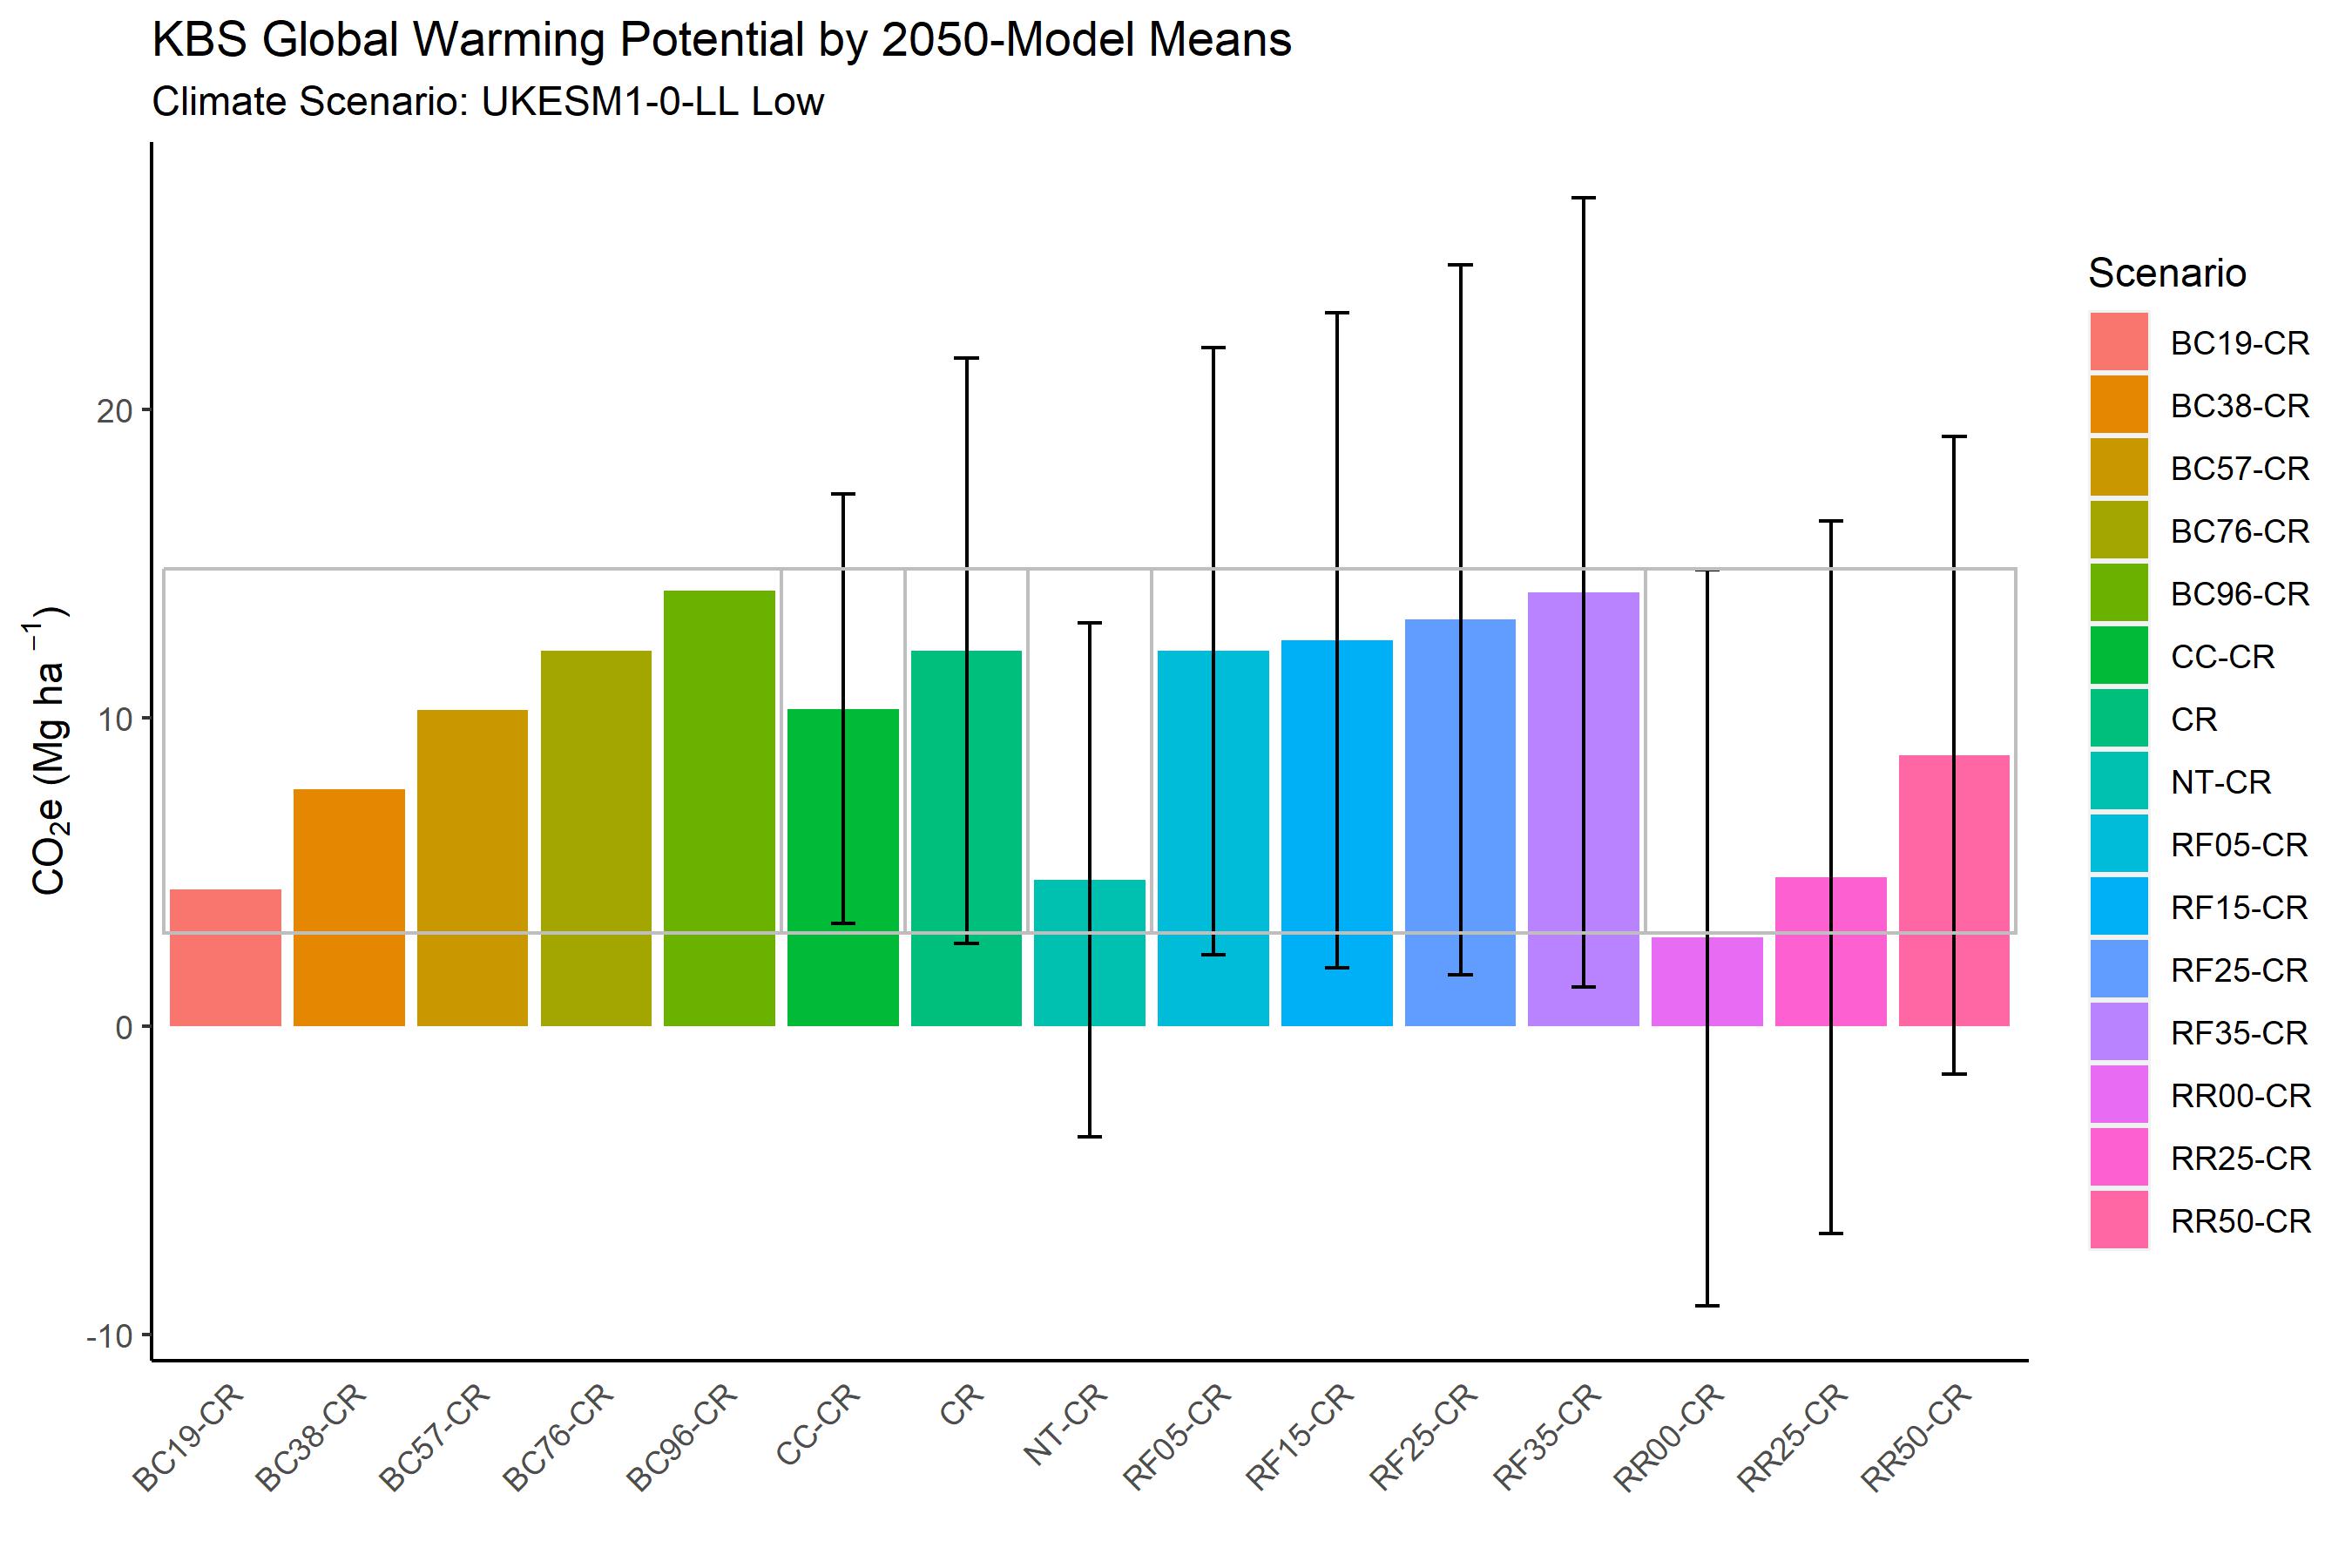 KBS Global Warming Potential by 2050-Model Means
Climate Scenario: UKESM1-0-LL Low
CO₂e (Mg ha ⁻¹)
20
10
0
-10
BC19-CR
BC38-CR
BC57-CR
BC76-CR
BC96-CR
CC-CR
CR
NT-CR
RF05-CR
RF15-CR
RF25-CR
RF35-CR
RR00-CR
RR25-CR
RR50-CR
Scenario
BC19-CR
BC38-CR
BC57-CR
BC76-CR
BC96-CR
CC-CR
CR
NT-CR
RF05-CR
RF15-CR
RF25-CR
RF35-CR
RR00-CR
RR25-CR
RR50-CR